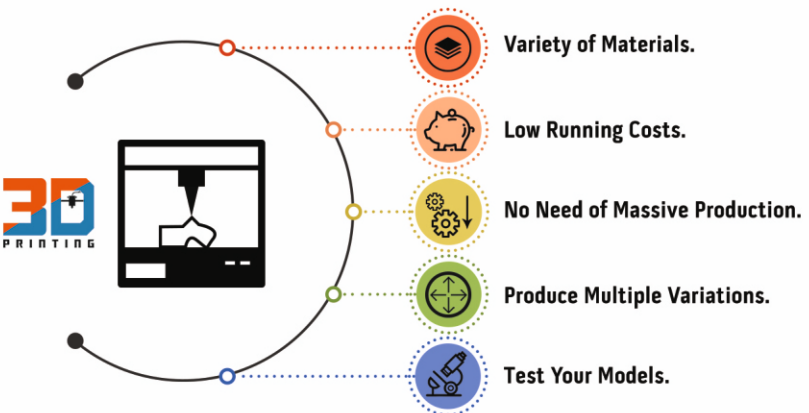 3D
PRINTING
Variety of Materials.
Low Running Costs.
No Need of Massive Production.
Produce Multiple Variations.
Test Your Models.